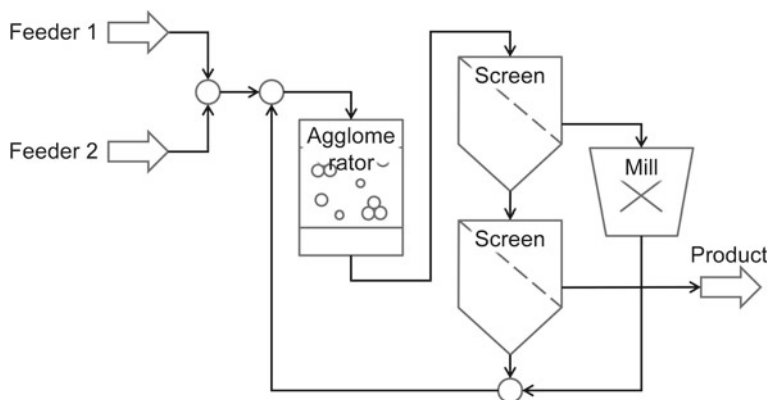 Feeder 1
Feeder 2
Agglome
rator
Screen
Mill
Screen
Product